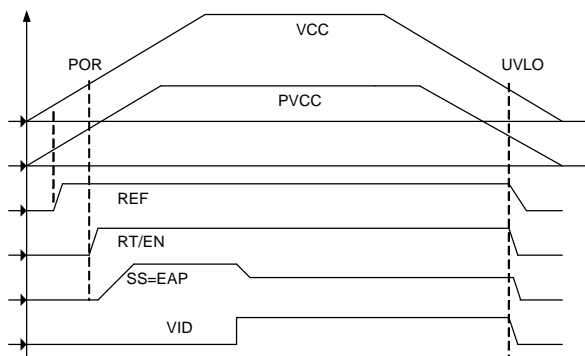 VCC
POR
UVLO
PVCC
REF
RT/EN
SS=EAP
VID